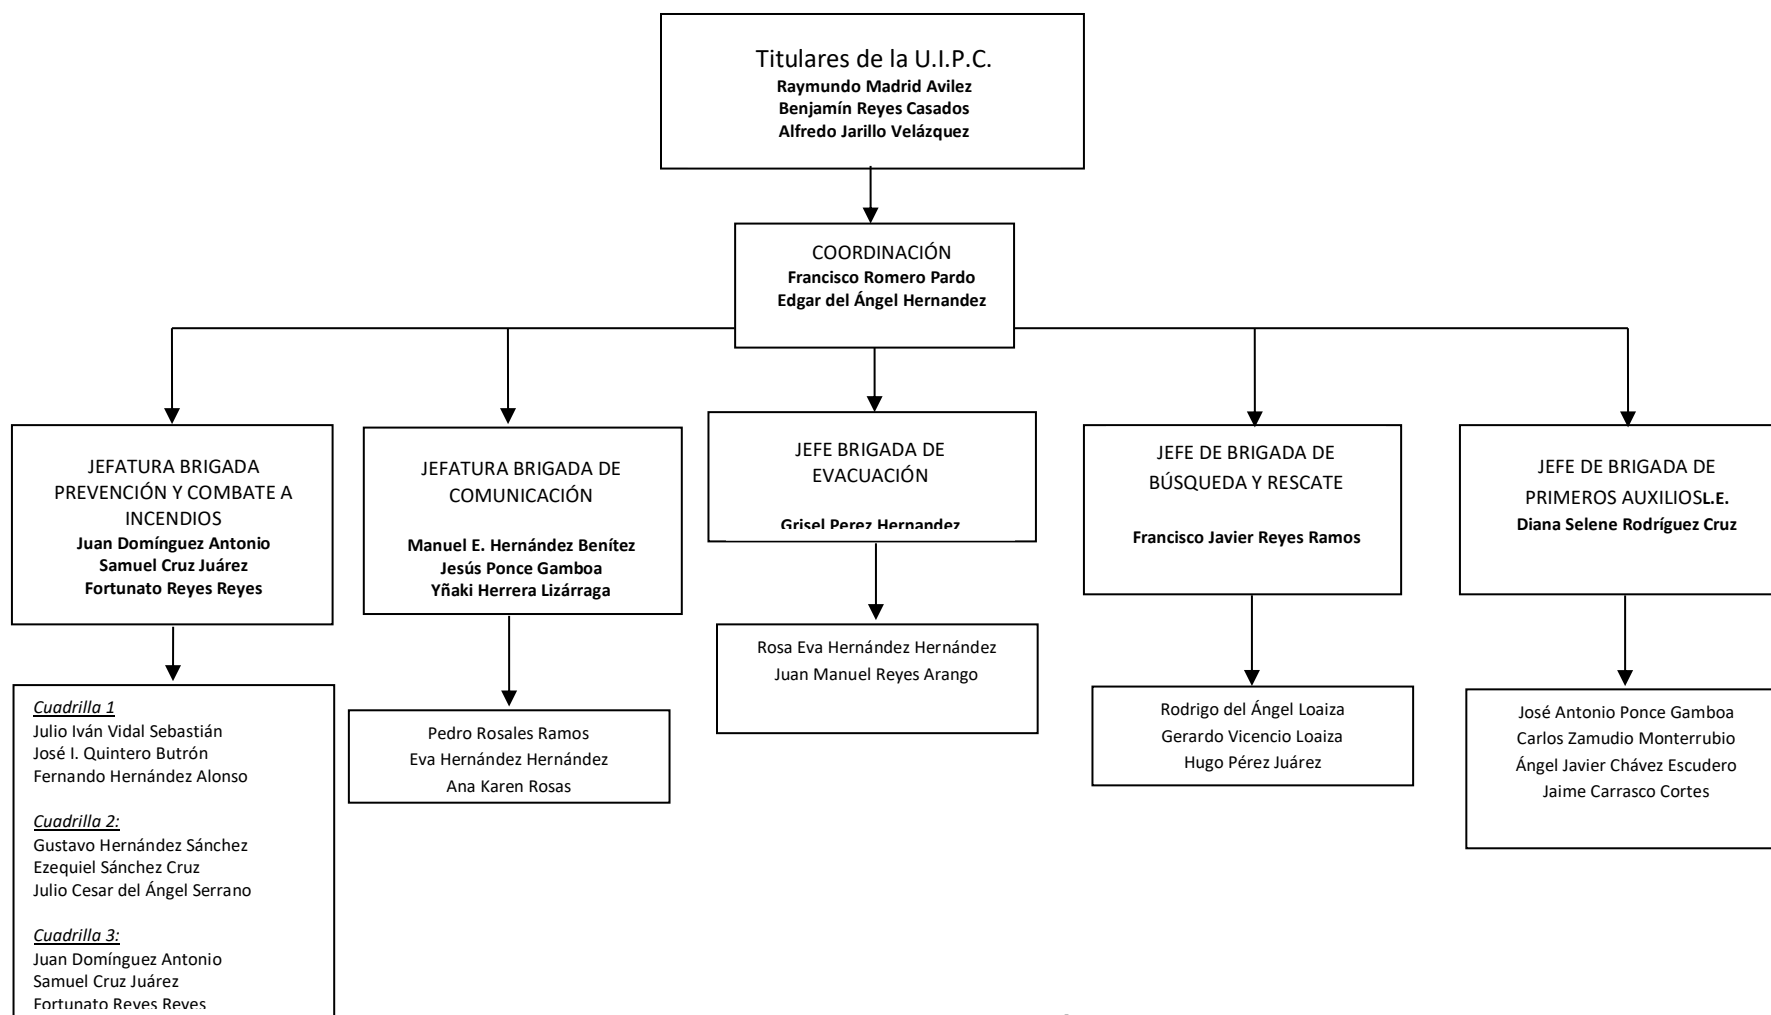 Titulares de la U.I.P.C.
Raymundo Madrid Avilez
Benjamín Reyes Casados
Alfredo Jarillo Velázquez
COORDINACIÓN
Francisco Romero Pardo
Edgar del Ángel Hernandez
JEFATURA BRIGADA
PREVENCIÓN Y COMBATE A
INCENDIOS
Juan Domínguez Antonio
Samuel Cruz Juárez
Fortunato Reyes Reyes
JEFATURA BRIGADA DE
COMUNICACIÓN
Manuel E. Hernández Benítez
Jesús Ponce Gamboa
Yñaki Herrera Lizárraga
JEFE BRIGADA DE
EVACUACIÓN
Grisel Perez Hernandez
JEFE DE BRIGADA DE
BÚSQUEDA Y RESCATE
Francisco Javier Reyes Ramos
JEFE DE BRIGADA DE
PRIMEROS AUXILIOSL.E.
Diana Selene Rodríguez Cruz
Cuadrilla 1
Julio Iván Vidal Sebastián
José I. Quintero Butrón
Fernando Hernández Alonso
Cuadrilla 2:
Gustavo Hernández Sánchez
Ezequiel Sánchez Cruz
Julio Cesar del Ángel Serrano
Cuadrilla 3:
Juan Domínguez Antonio
Samuel Cruz Juárez
Fortunato Reyes Reyes
Pedro Rosales Ramos
Eva Hernández Hernández
Ana Karen Rosas
Rosa Eva Hernández Hernández
Juan Manuel Reyes Arango
Rodrigo del Ángel Loaiza
Gerardo Vicencio Loaiza
Hugo Pérez Juárez
José Antonio Ponce Gamboa
Carlos Zamudio Monterrubio
Ángel Javier Chávez Escudero
Jaime Carrasco Cortes